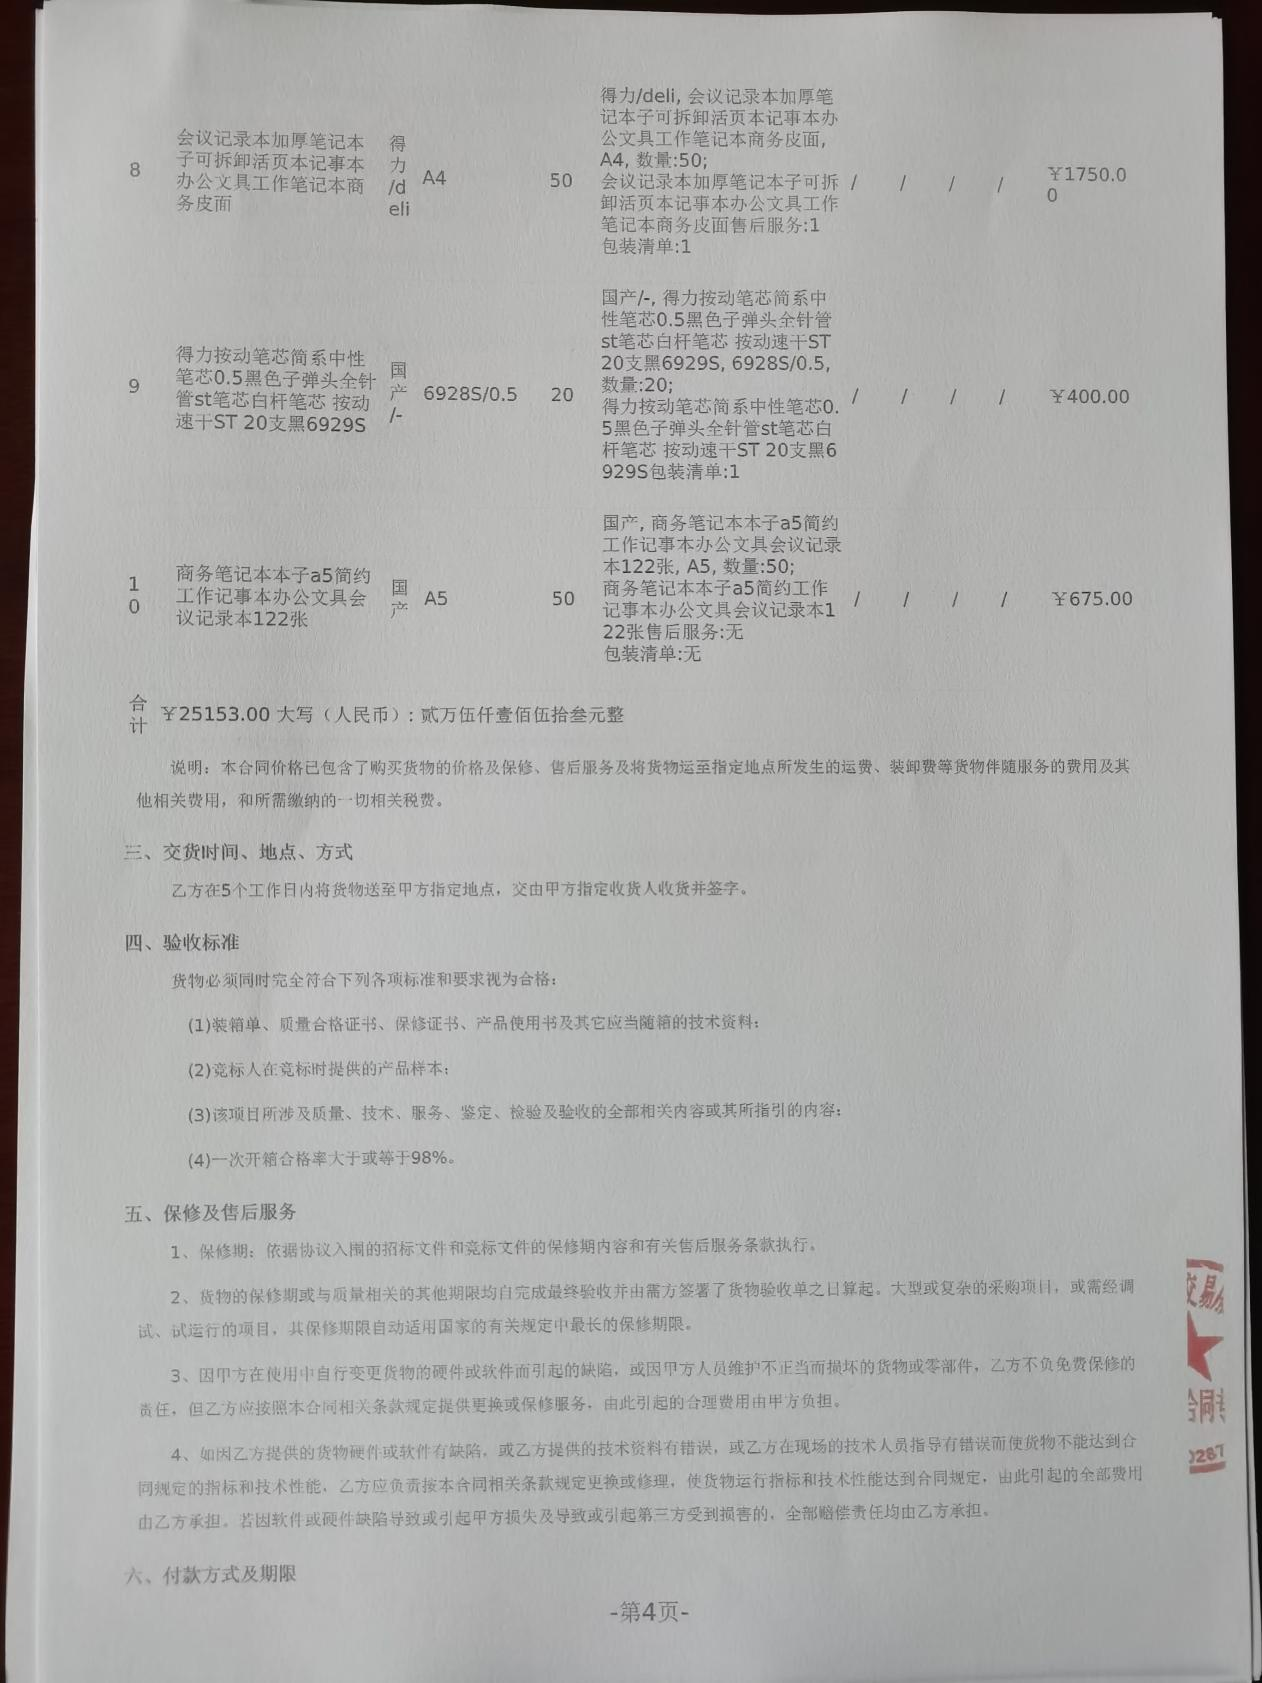 8
会议记录本加厚笔记本
子可拆卸活页本记事本
办公文具工作笔记本商
务皮面
得
力
/d
eli
A4
50
得力/deli, 会议记录本加厚笔
记本子可拆卸活页本记事本办
公文具工作笔记本商务皮面,
A4, 数量:50;
会议记录本加厚笔记本子可拆
卸活页本记事本办公文具工作
笔记本商务皮面售后服务:1
包装清单:1
/ / / /
￥1750.0
0
9
得力按动笔芯简系中性
笔芯0.5黑色子弹头全针
管st笔芯白杆笔芯 按动
速干ST 20支黑6929S
国
产
/-
6928S/0.5
20
国产/-, 得力按动笔芯简系中
性笔芯0.5黑色子弹头全针管
st笔芯白杆笔芯 按动速干ST
20支黑6929S, 6928S/0.5,
数量:20;
得力按动笔芯简系中性笔芯0.
5黑色子弹头全针管st笔芯白
杆笔芯 按动速干ST 20支黑6
929S包装清单:1
/ / / /
￥400.00
1
0
商务笔记本本子a5简约
工作记事本办公文具会
议记录本122张
国
产
A5
50
国产, 商务笔记本本子a5简约
工作记事本办公文具会议记录
本122张, A5, 数量:50;
商务笔记本本子a5简约工作
记事本办公文具会议记录本1
22张售后服务:无
包装清单:无
/ / / /
￥675.00
合
计
￥25153.00 大写（人民币）: 贰万伍仟壹佰伍拾叁元整
说明：本合同价格已包含了购买货物的价格及保修、售后服务及将货物运至指定地点所发生的运费、装卸费等货物伴随服务的费用及其
他相关费用，和所需缴纳的一切相关税费。
三、交货时间、地点、方式
乙方在5个工作日内将货物送至甲方指定地点，交由甲方指定收货人收货并签字。
四、验收标准
货物必须同时完全符合下列各项标准和要求视为合格：
(1)装箱单、质量合格证书、保修证书、产品使用书及其它应当随箱的技术资料；
(2)竞标人在竞标时提供的产品样本；
(3)该项目所涉及质量、技术、服务、鉴定、检验及验收的全部相关内容或其所指引的内容；
(4)一次开箱合格率大于或等于98%。
五、保修及售后服务
1、保修期：依据协议入围的招标文件和竞标文件的保修期内容和有关售后服务条款执行。
2、货物的保修期或与质量相关的其他期限均自完成最终验收并由需方签署了货物验收单之日算起。大型或复杂的采购项目，或需经调
试、试运行的项目，其保修期限自动适用国家的有关规定中最长的保修期限。
3、因甲方在使用中自行变更货物的硬件或软件而引起的缺陷，或因甲方人员维护不正当而损坏的货物或零部件，乙方不负免费保修的
责任，但乙方应按照本合同相关条款规定提供更换或保修服务，由此引起的合理费用由甲方负担。
4、如因乙方提供的货物硬件或软件有缺陷，或乙方提供的技术资料有错误，或乙方在现场的技术人员指导有错误而使货物不能达到合
同规定的指标和技术性能，乙方应负责按本合同相关条款规定更换或修理，使货物运行指标和技术性能达到合同规定，由此引起的全部费用
由乙方承担。若因软件或硬件缺陷导致或引起甲方损失及导致或引起第三方受到损害的，全部赔偿责任均由乙方承担。
交易
合同
0287
六、付款方式及期限
-第4页-